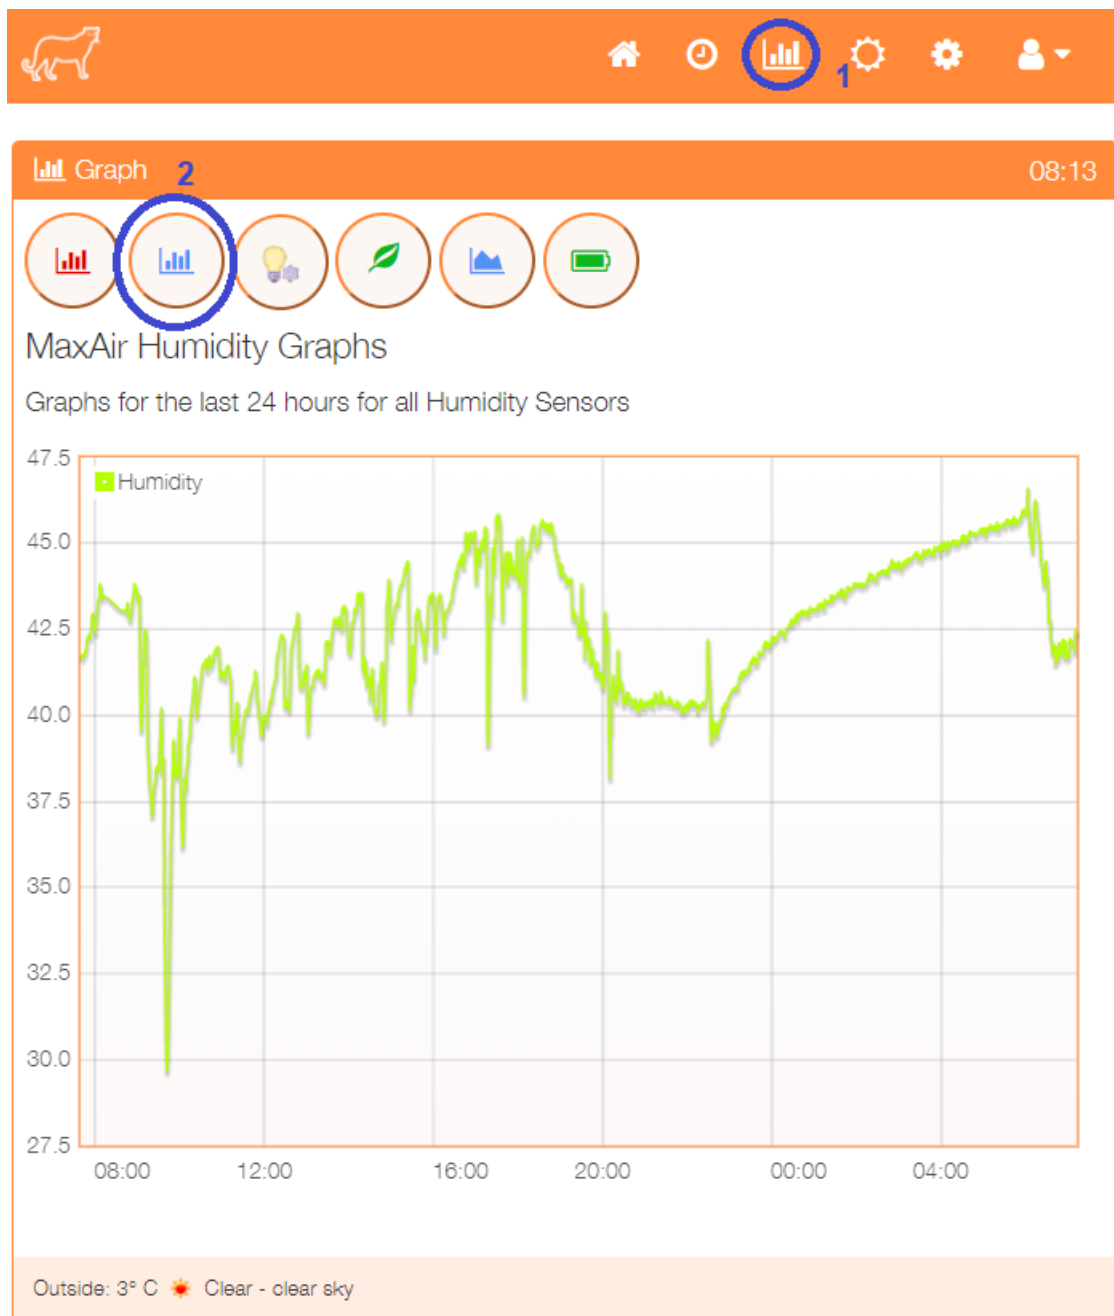 1
Graph 2 08:13
MaxAir Humidity Graphs
Graphs for the last 24 hours for all Humidity Sensors
47.5
Humidity
45.0
42.5
40.0
37.5
35.0
32.5
30.0
27.5
08:00 12:00 16:00 20:00 00:00 04:00
Outside: 3° C Clear - clear sky